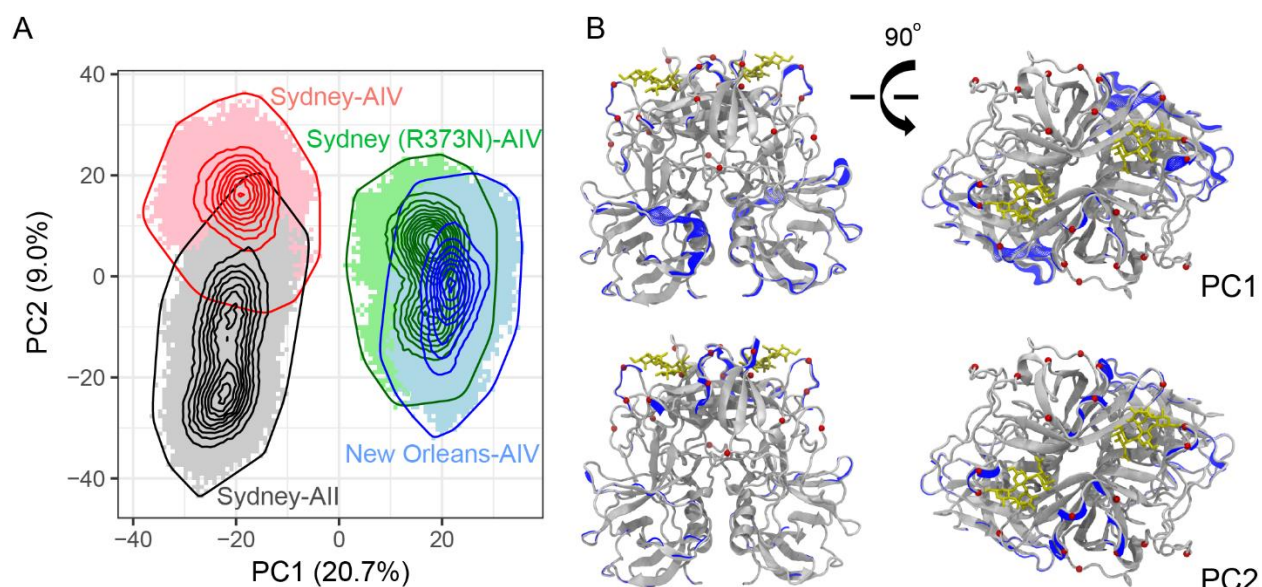 A
Sydney-AIV
Sydney (R373N)-AIV
New Orleans-AIV
Sydney-AII
40
20
0
−20
−40
PC2 (9.0%)
−40
−20
0
20
PC1 (20.7%)
B
90°
PC1
PC2